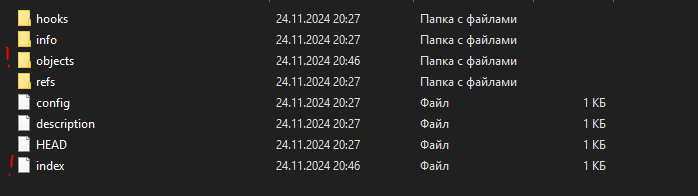 hooks 24.11.2024 20:27 Папка с файлами
info 24.11.2024 20:27 Папка с файлами
! objects 24.11.2024 20:46 Папка с файлами
refs 24.11.2024 20:27 Папка с файлами
config 24.11.2024 20:27 Файл 1 КБ
description 24.11.2024 20:27 Файл 1 КБ
HEAD 24.11.2024 20:27 Файл 1 КБ
! index 24.11.2024 20:46 Файл 1 КБ